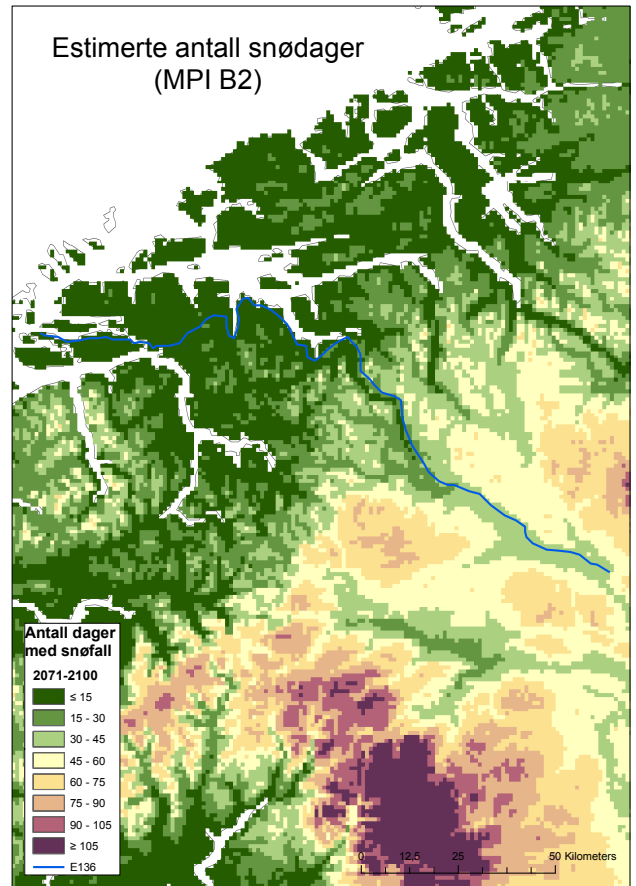 Estimerte antall snødager
(MPI B2)
Antall dager
med snøfall
2071-2100
≤ 15
15 - 30
30 - 45
45 - 60
60 - 75
75 - 90
90 - 105
≥ 105
E136
0 12,5 25 50 Kilometers